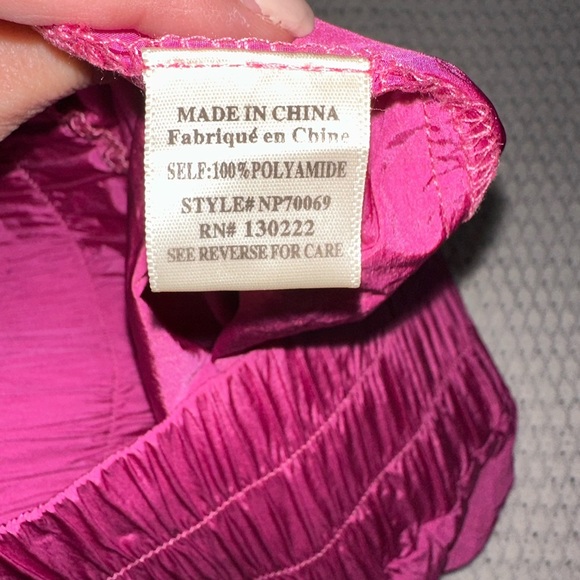 MADE IN CHINA
Fabriqué en Chine
SELF:100%POLYAMIDE
STYLE# NP70069
RN# 130222
SEE REVERSE FOR CARE